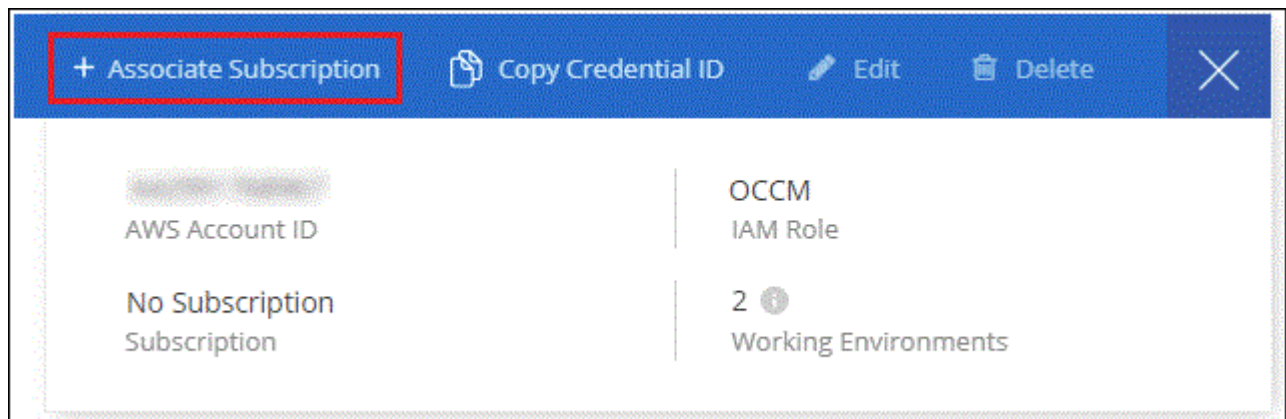 + Associate Subscription Copy Credential ID Edit Delete
OCCM
AWS Account ID IAM Role
No Subscription 2
Subscription Working Environments